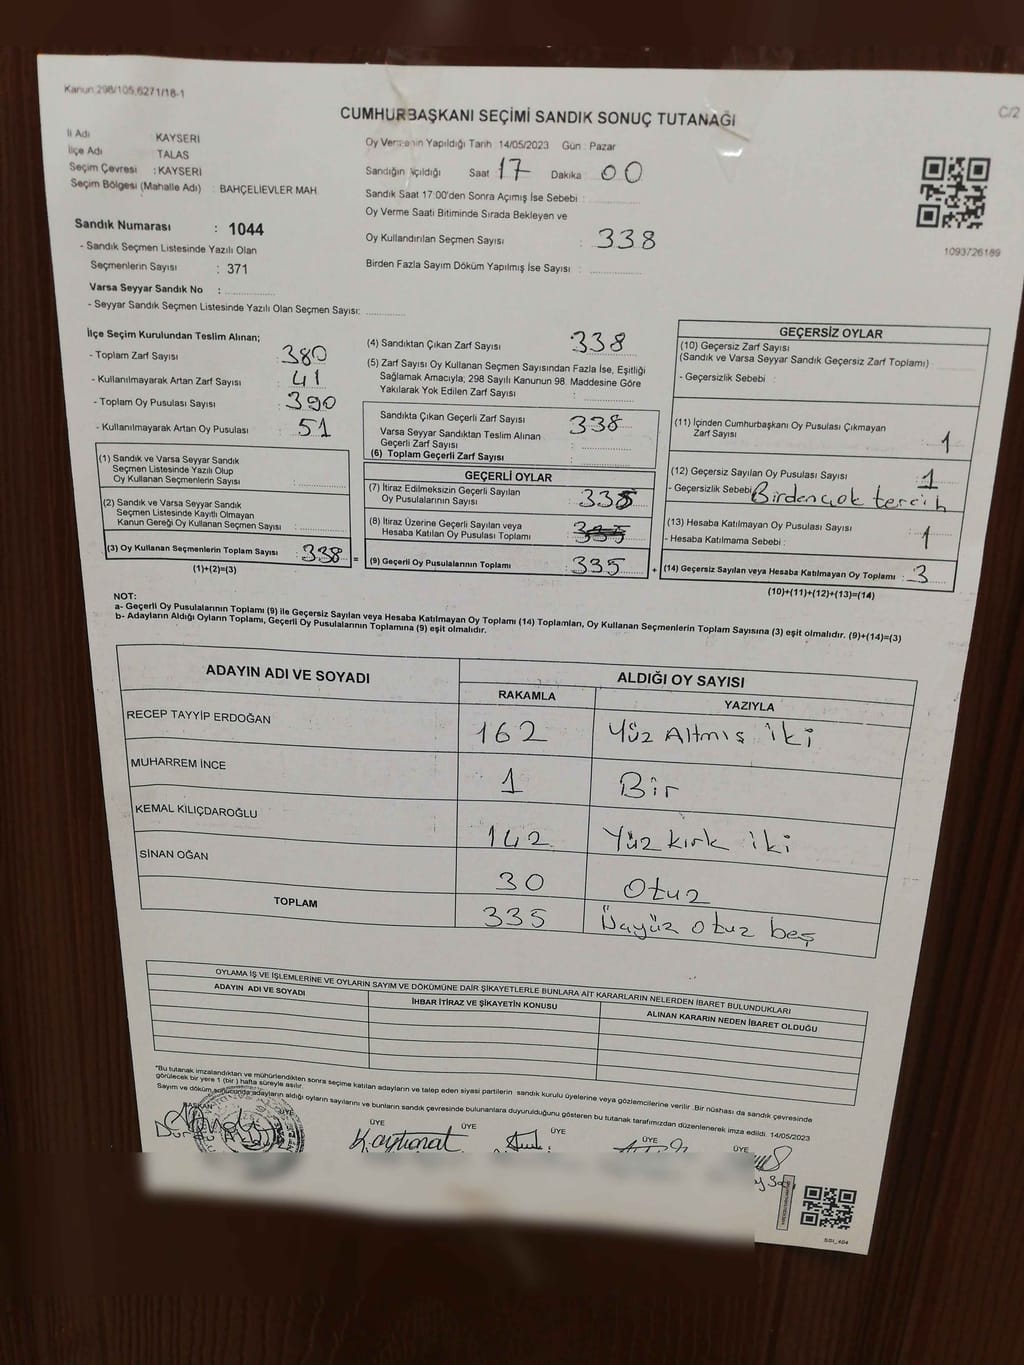 Kanun:298/105,6271/18-1
C/2
CUMHURBAŞKANI SEÇİMİ SANDIK SONUÇ TUTANAĞI
İl Adı KAYSERİ
İlçe Adı TALAS
Seçim Çevresi : KAYSERİ
Seçim Bölgesi (Mahalle Adı) : BAHÇELİEVLER MAH.
Sandık Numarası : 1044
- Sandık Seçmen Listesinde Yazılı Olan
Seçmenlerin Sayısı : 371
Varsa Seyyar Sandık No :
- Seyyar Sandık Seçmen Listesinde Yazılı Olan Seçmen Sayısı:
Oy Vermenin Yapıldığı Tarih 14/05/2023 Gün : Pazar
Sandığın Açıldığı Saat 17 Dakika 00
Sandık Saat 17:00'den Sonra Açımış İse Sebebi :
Oy Verme Saati Bitiminde Sırada Bekleyen ve
Oy Kullandırılan Seçmen Sayısı : 338
Birden Fazla Sayım Döküm Yapılmış İse Sayısı :
1093726189
İlçe Seçim Kurulundan Teslim Alınan;
- Toplam Zarf Sayısı : 380
- Kullanılmayarak Artan Zarf Sayısı : 41
- Toplam Oy Pusulası Sayısı : 390
- Kullanılmayarak Artan Oy Pusulası : 51
(1) Sandık ve Varsa Seyyar Sandık
Seçmen Listesinde Yazılı Olup
Oy Kullanan Seçmenlerin Sayısı :
(2) Sandık ve Varsa Seyyar Sandık
Seçmen Listesinde Kayıtlı Olmayan
Kanun Gereği Oy Kullanan Seçmen Sayısı :
(3) Oy Kullanan Seçmenlerin Toplam Sayısı : 338 =
(1)+(2)=(3)
(4) Sandıktan Çıkan Zarf Sayısı : 338
(5) Zarf Sayısı Oy Kullanan Seçmen Sayısından Fazla İse, Eşitliği
Sağlamak Amacıyla; 298 Sayılı Kanunun 98. Maddesine Göre
Yakılarak Yok Edilen Zarf Sayısı :
Sandıkta Çıkan Geçerli Zarf Sayısı : 338
Varsa Seyyar Sandıktan Teslim Alınan
Geçerli Zarf Sayısı :
(6) Toplam Geçerli Zarf Sayısı :
GEÇERLİ OYLAR
(7) İtiraz Edilmeksizin Geçerli Sayılan
Oy Pusulalarının Sayısı : 335
(8) İtiraz Üzerine Geçerli Sayılan veya
Hesaba Katılan Oy Pusulası Toplamı :
(9) Geçerli Oy Pusulalarının Toplamı : 335 +
GEÇERSİZ OYLAR
(10) Geçersiz Zarf Sayısı
(Sandık ve Varsa Seyyar Sandık Geçersiz Zarf Toplamı) :
- Geçersizlik Sebebi :
(11) İçinden Cumhurbaşkanı Oy Pusulası Çıkmayan
Zarf Sayısı : 1
(12) Geçersiz Sayılan Oy Pusulası Sayısı : 1
- Geçersizlik Sebebi : Birden çok tercih
(13) Hesaba Katılmayan Oy Pusulası Sayısı : 1
- Hesaba Katılmama Sebebi :
(14) Geçersiz Sayılan veya Hesaba Katılmayan Oy Toplamı : 3
(10)+(11)+(12)+(13)=(14)
NOT:
a- Geçerli Oy Pusulalarının Toplamı (9) ile Geçersiz Sayılan veya Hesaba Katılmayan Oy Toplamı (14) Toplamları, Oy Kullanan Seçmenlerin Toplam Sayısına (3) eşit olmalıdır. (9)+(14)=(3)
b- Adayların Aldığı Oyların Toplamı, Geçerli Oy Pusulalarının Toplamına (9) eşit olmalıdır.
ADAYIN ADI VE SOYADI ALDIĞI OY SAYISI
RAKAMLA YAZIYLA
RECEP TAYYİP ERDOĞAN 162 Yüz Altmış iki
MUHARREM İNCE 1 Bir
KEMAL KILIÇDAROĞLU 142 Yüz kırk iki
SİNAN OĞAN 30 Otuz
TOPLAM 335 Üçyüz otuz beş
OYLAMA İŞ VE İŞLEMLERİNE VE OYLARIN SAYIM VE DÖKÜMÜNE DAİR ŞİKAYETLERLE BUNLARA AİT KARARLARIN NELERDEN İBARET BULUNDUKLARI
ADAYIN ADI VE SOYADI İHBAR İTİRAZ VE ŞİKAYETİN KONUSU ALINAN KARARIN NEDEN İBARET OLDUĞU
*Bu tutanak imzalandıktan ve mühürlendikten sonra seçime katılan adayların ve talep eden siyasi partilerin sandık kurulu üyelerine veya gözlemcilerine verilir. Bir nüshası da sandık çevresinde
görülecek bir yere 1 (bir) hafta süreyle asılır.
Sayım ve döküm sonucunda adayların aldığı oyların sayılarını ve bunların sandık çevresinde bulunanlara duyurulduğunu gösteren bu tutanak tarafımızdan düzenlenerek imza edildi. 14/05/2023
BAŞKAN ÜYE ÜYE ÜYE ÜYE ÜYE ÜYE